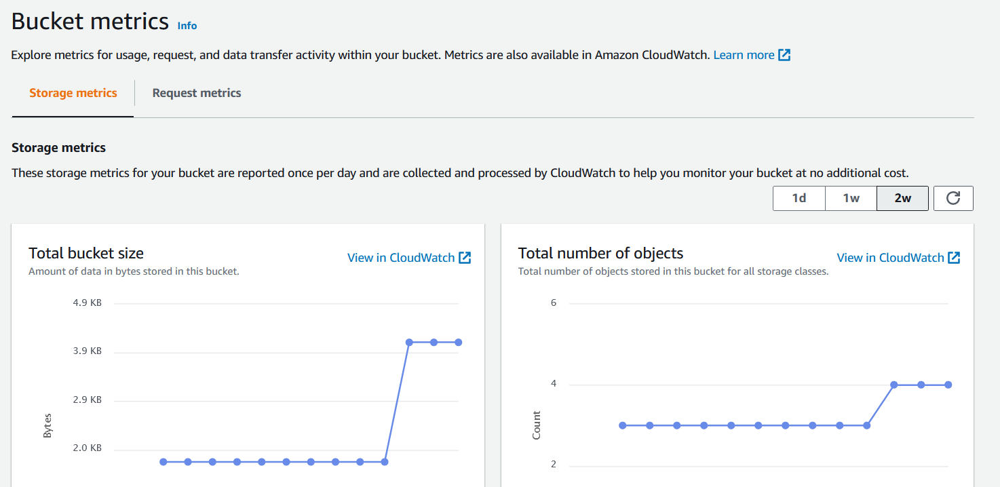 Bucket metrics Info
Explore metrics for usage, request, and data transfer activity within your bucket. Metrics are also available in Amazon CloudWatch. Learn more
Storage metrics
Request metrics
Storage metrics
These storage metrics for your bucket are reported once per day and are collected and processed by CloudWatch to help you monitor your bucket at no additional cost.
1d
1w
2w
Total bucket size
View in CloudWatch
Amount of data in bytes stored in this bucket.
4.9 KB
3.9 KB
2.9 KB
2.0 KB
Bytes
Total number of objects
View in CloudWatch
Total number of objects stored in this bucket for all storage classes.
6
4
2
Count